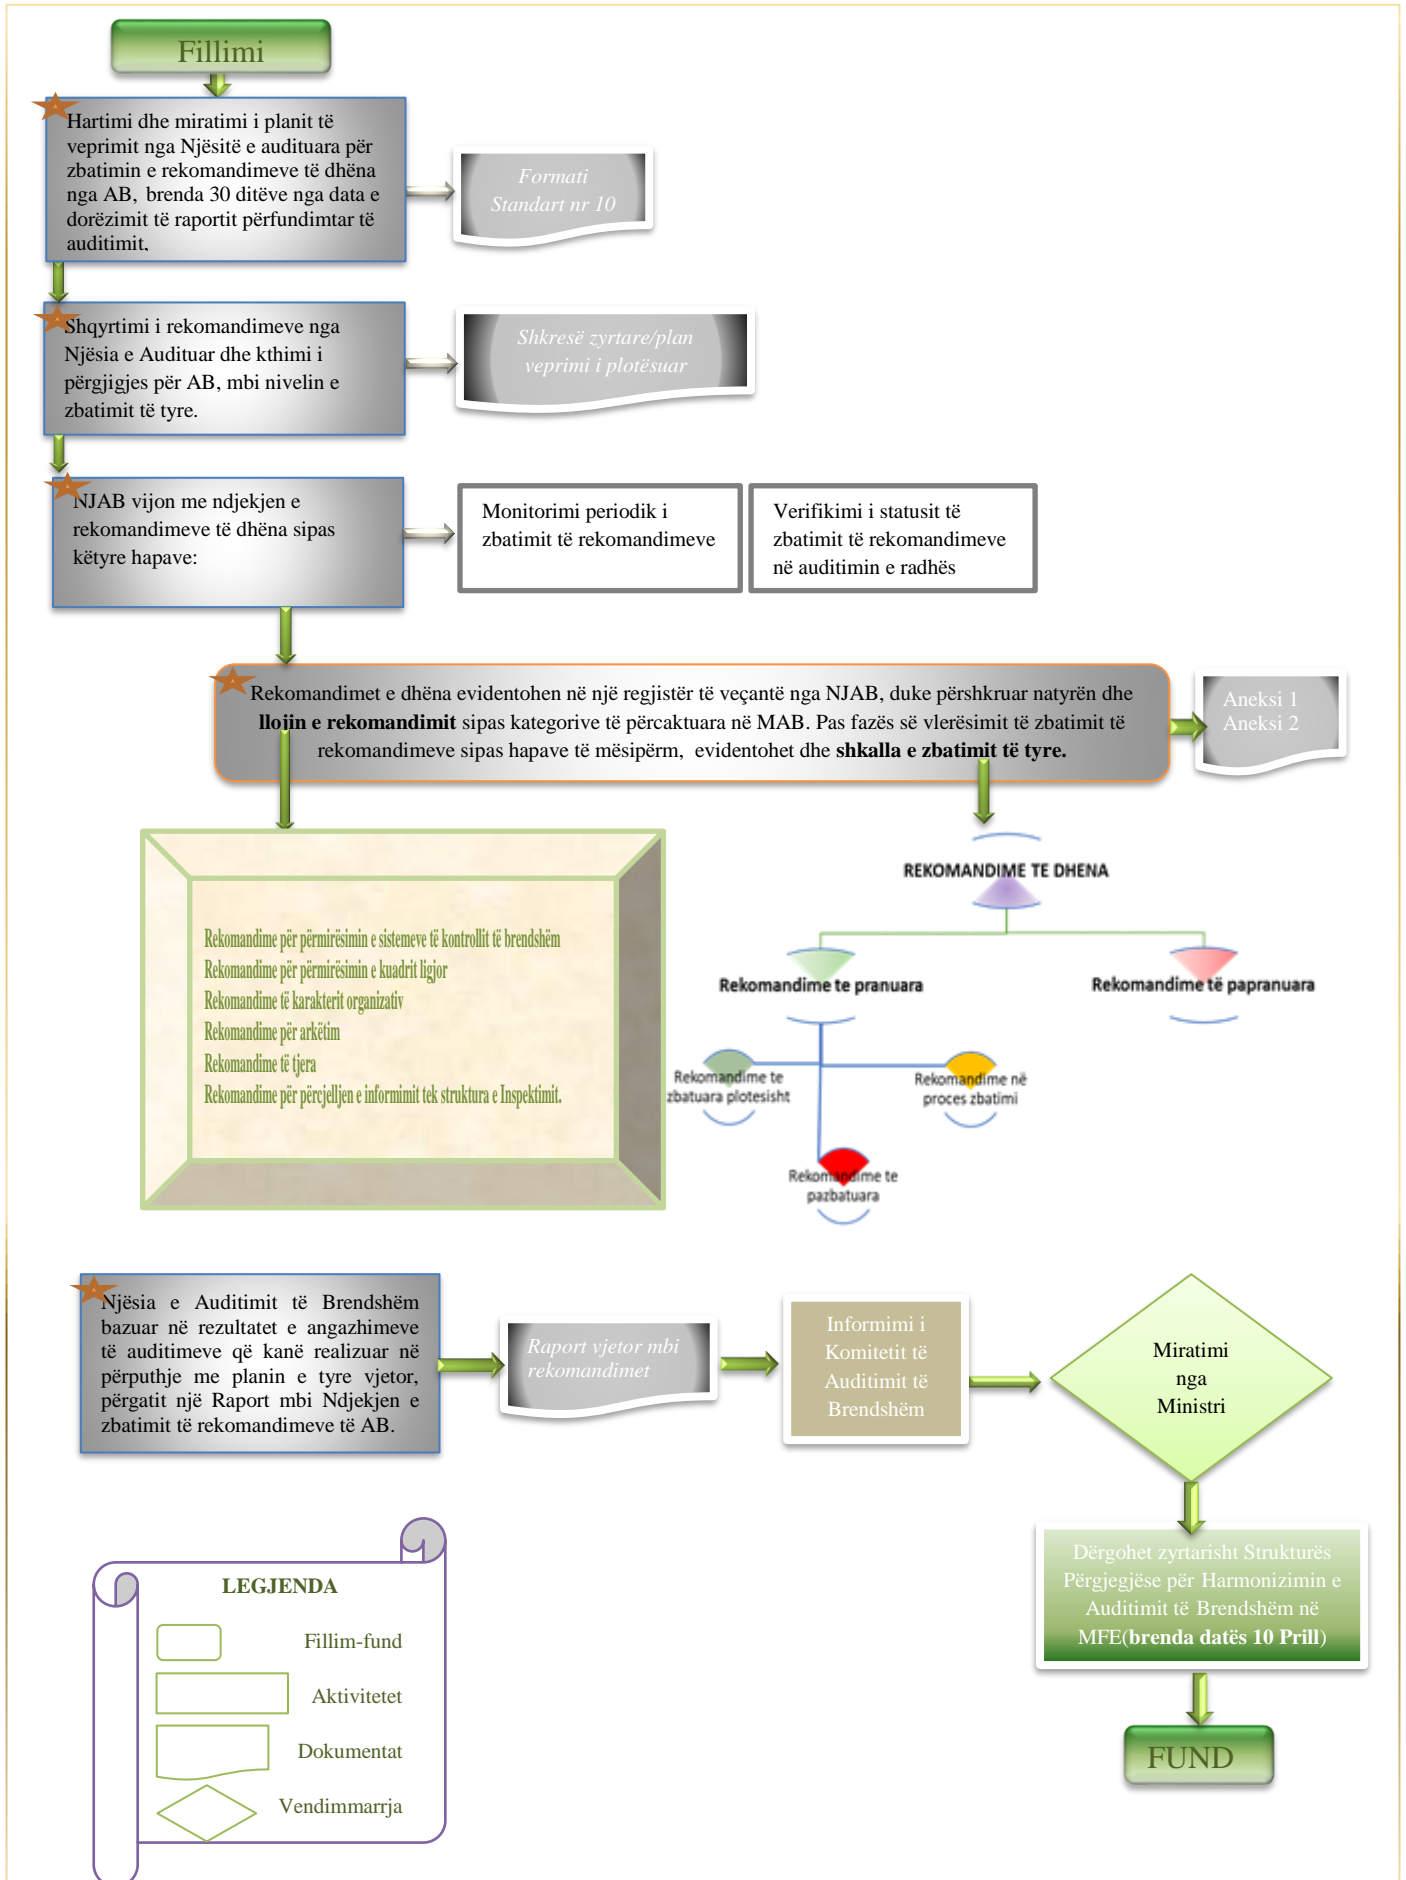 Fillimi
Hartimi dhe miratimi i planit të
veprimit nga Njësitë e audituara për
zbatimin e rekomandimeve të dhëna
nga AB, brenda 30 ditëve nga data e
dorëzimit të raportit përfundimtar të
auditimit.
Formati
Standart nr 10
Shqyrtimi i rekomandimeve nga
Njësia e Audituar dhe kthimi i
përgjigjes për AB, mbi nivelin e
zbatimit të tyre.
Shkresë zyrtare/plan
veprimi i plotësuar
NJAB vijon me ndjekjen e
rekomandimeve të dhëna sipas
këtyre hapave:
Monitorimi periodik i
zbatimit të rekomandimeve
Verifikimi i statusit të
zbatimit të rekomandimeve
në auditimin e radhës
Rekomandimet e dhëna evidentohen në një regjistër të veçantë nga NJAB, duke përshkruar natyrën dhe
llojin e rekomandimit sipas kategorive të përcaktuara në MAB. Pas fazës së vlerësimit të zbatimit të
rekomandimeve sipas hapave të mësipërm, evidentohet dhe shkalla e zbatimit të tyre.
Aneksi 1
Aneksi 2
Rekomandime për përmirësimin e sistemeve të kontrollit të brendshëm
Rekomandime për përmirësimin e kuadrit ligjor
Rekomandime të karakterit organizativ
Rekomandime për arkëtim
Rekomandime të tjera
Rekomandime për përcjelljen e informimit tek struktura e Inspektimit.
REKOMANDIME TE DHENA
Rekomandime te pranuara
Rekomandime të papranuara
Rekomandime te
zbatuara plotesisht
Rekomandime në
proces zbatimi
Rekomandime te
pazbatuara
Njësia e Auditimit të Brendshëm
bazuar në rezultatet e angazhimeve
të auditimeve që kanë realizuar në
përputhje me planin e tyre vjetor,
përgatit një Raport mbi Ndjekjen e
zbatimit të rekomandimeve të AB.
Raport vjetor mbi
rekomandimet
Informimi i
Komitetit të
Auditimit të
Brendshëm
Miratimi
nga
Ministri
Dërgohet zyrtarisht Strukturës
Përgjegjëse për Harmonizimin e
Auditimit të Brendshëm në
MFE(brenda datës 10 Prill)
FUND
LEGJENDA
Fillim-fund
Aktivitetet
Dokumentat
Vendimmarrja